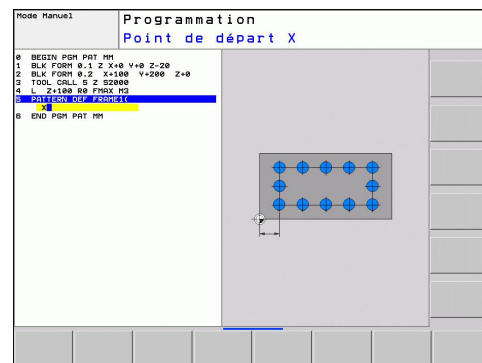 Mode Manuel
Programmation
Point de départ X
0 BEGIN PGM PAT MM
1 BLK FORM 0.1 Z X+0 Y+0 Z-20
2 BLK FORM 0.2 X+100 Y+200 Z+0
3 TOOL CALL 5 Z S2000
4 L Z+100 R0 FMAX M3
5 PATTERN DEF FRAME1(
X
6 END PGM PAT MM